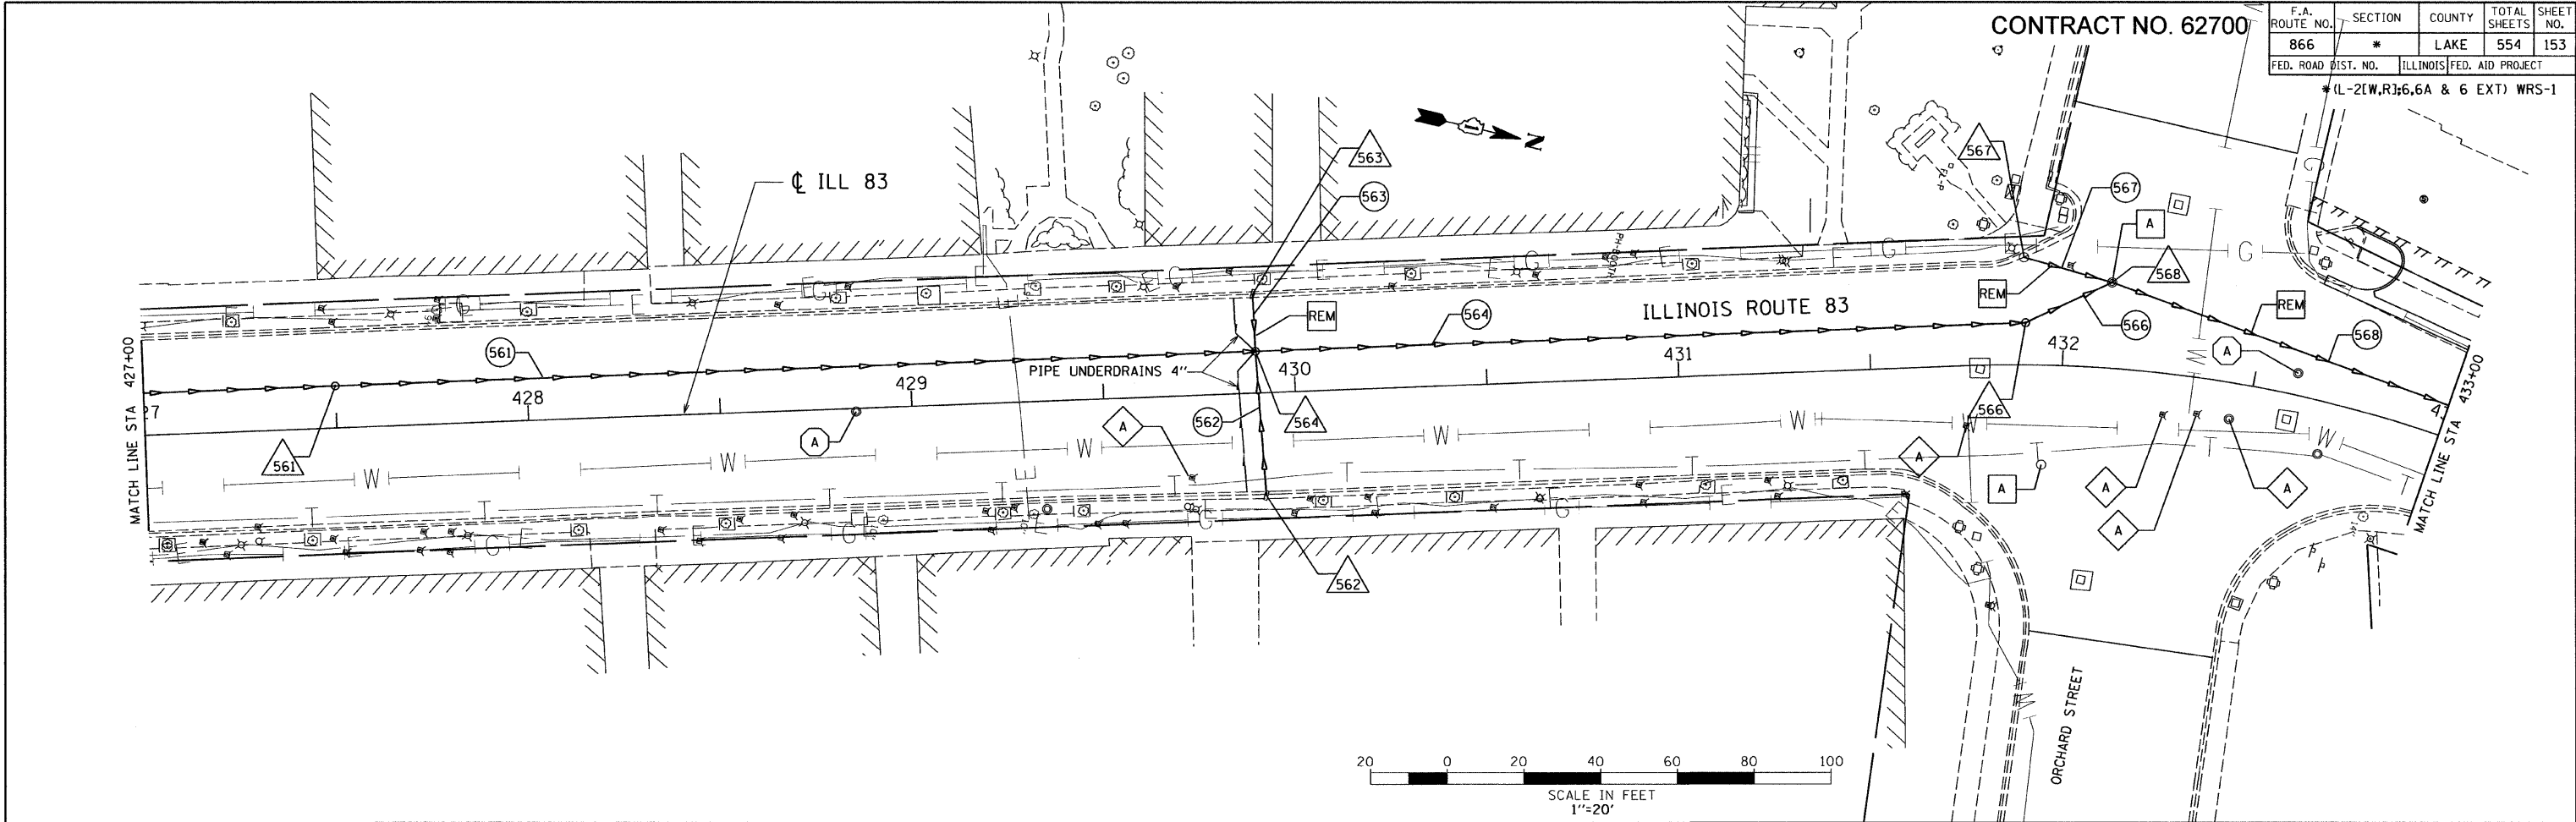 CONTRACT NO. 62700
F.A. ROUTE NO. SECTION COUNTY TOTAL SHEETS SHEET NO.
866 * LAKE 554 153
FED. ROAD DIST. NO. ILLINOIS FED. AID PROJECT
*(L-2[W,R];6,6A & 6 EXT) WRS-1
563
563
567
567
A
568
N
℄ ILL 83
REM
REM
REM
ILLINOIS ROUTE 83
561
564
566
568
A
MATCH LINE STA 427+00
PIPE UNDERDRAINS 4"
27
428
429
430
431
432
4
MATCH LINE STA 433+00
561
A
A
562
564
566
A
A
A
A
A
562
W W W W W W
T T T T T T T T T T T
E G E G E G E G
FL-P
ORCHARD STREET
20 0 20 40 60 80 100
SCALE IN FEET
1"=20'